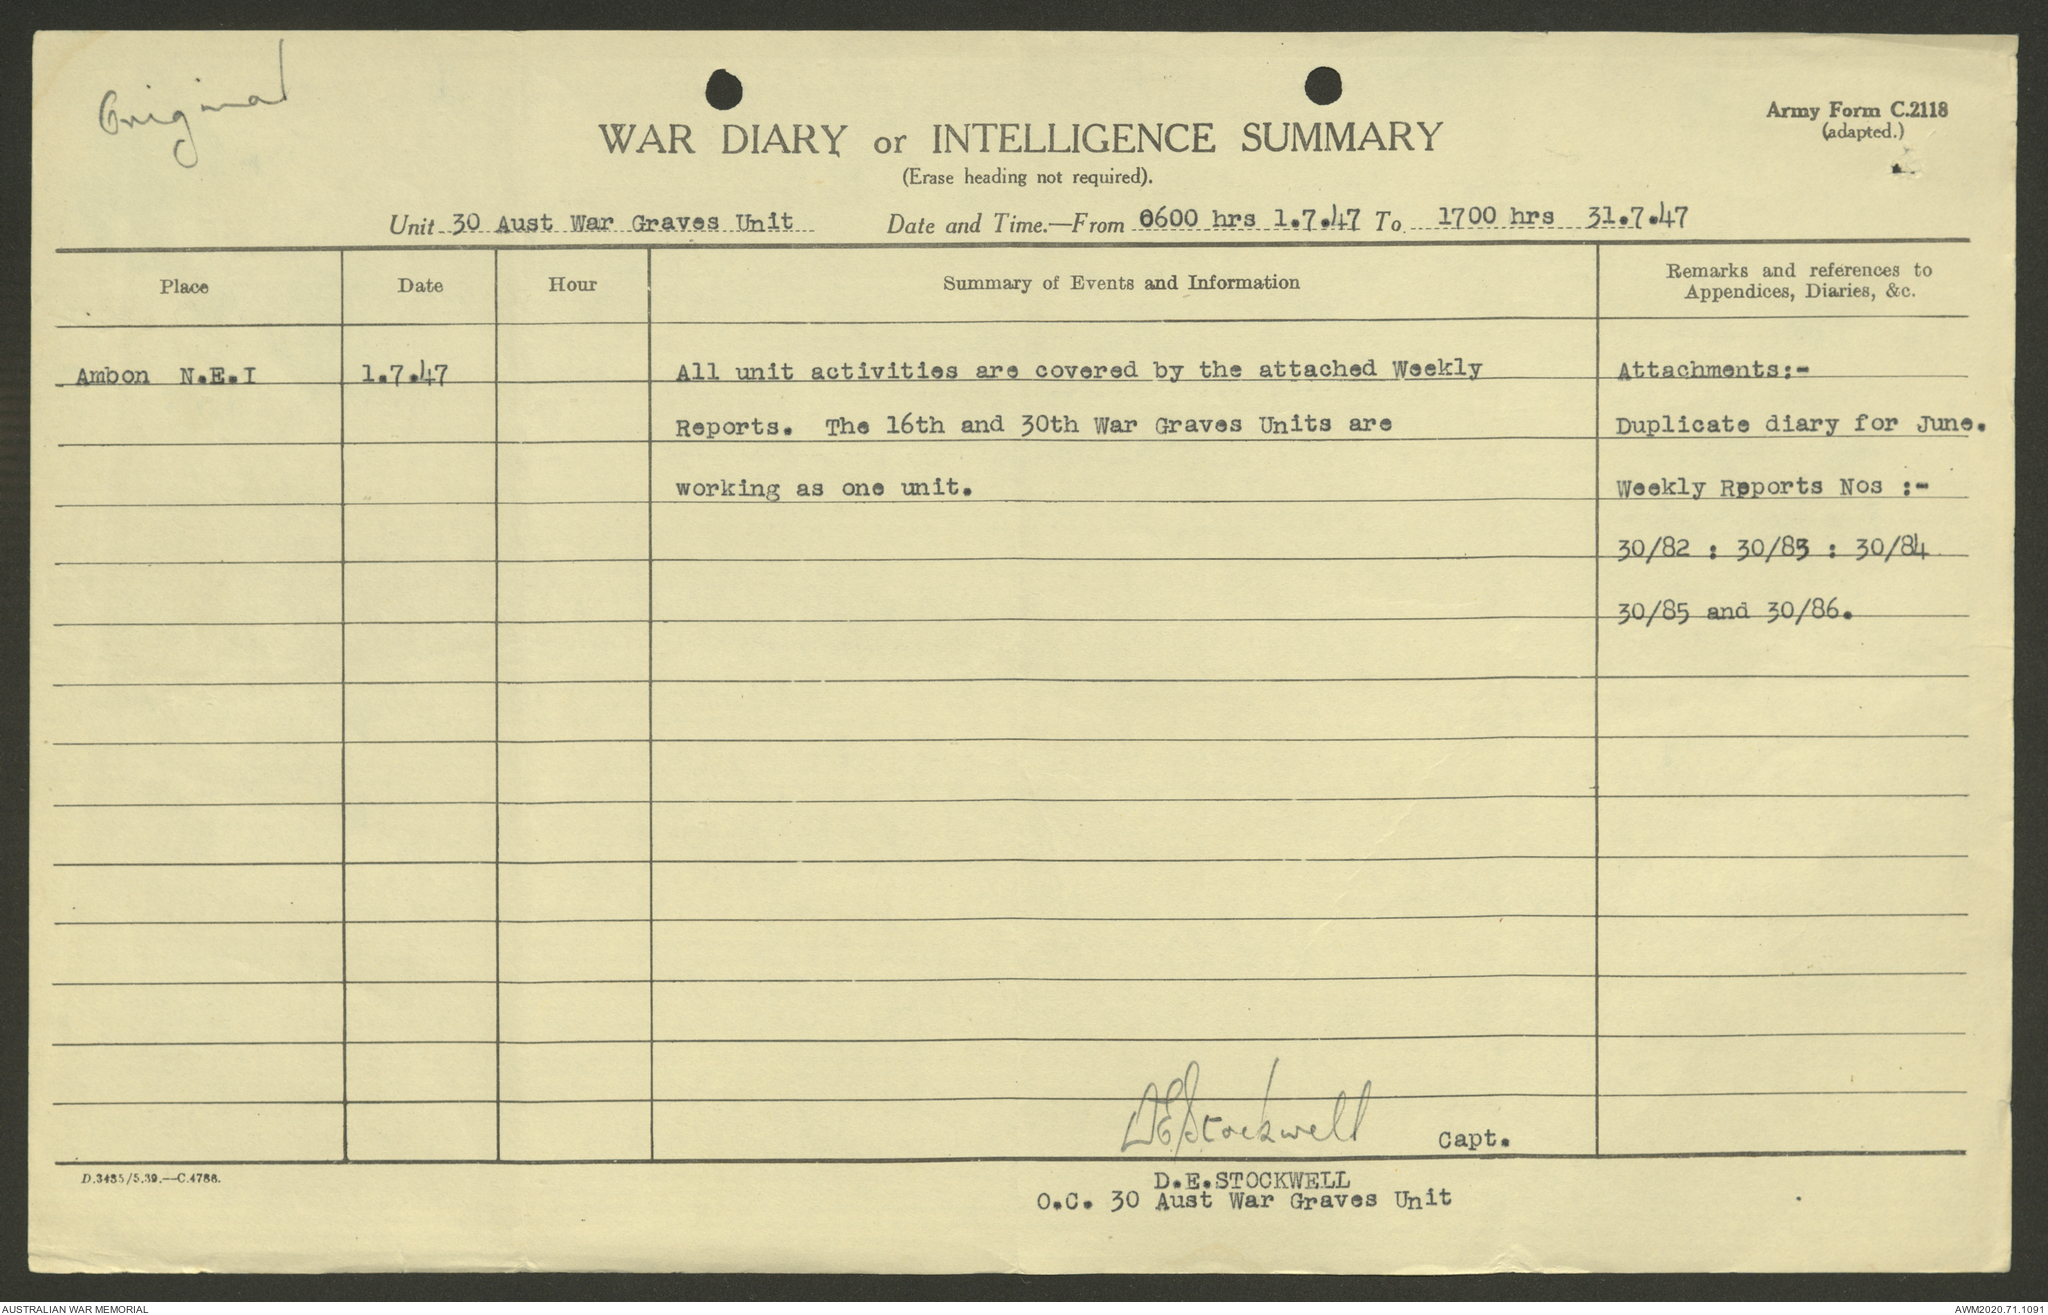 Original
Army Form C.2118
(adapted.)
WAR DIARY or INTELLIGENCE SUMMARY
(Erase heading not required).
Unit 30 Aust War Graves Unit Date and Time.—From 0600 hrs 1.7.47 To 1700 hrs 31.7.47
Place Date Hour Summary of Events and Information Remarks and references to
Appendices, Diaries, &c.
Ambon N.E.I 1.7.47 All unit activities are covered by the attached Weekly Attachments:-
Reports. The 16th and 30th War Graves Units are Duplicate diary for June.
working as one unit. Weekly Reports Nos :-
30/82 : 30/83 : 30/84
30/85 and 30/86.
DEStockwell Capt.
D.3435/5.39.—C.4788.
D.E.STOCKWELL
O.C. 30 Aust War Graves Unit
AUSTRALIAN WAR MEMORIAL AWM2020.71.1091